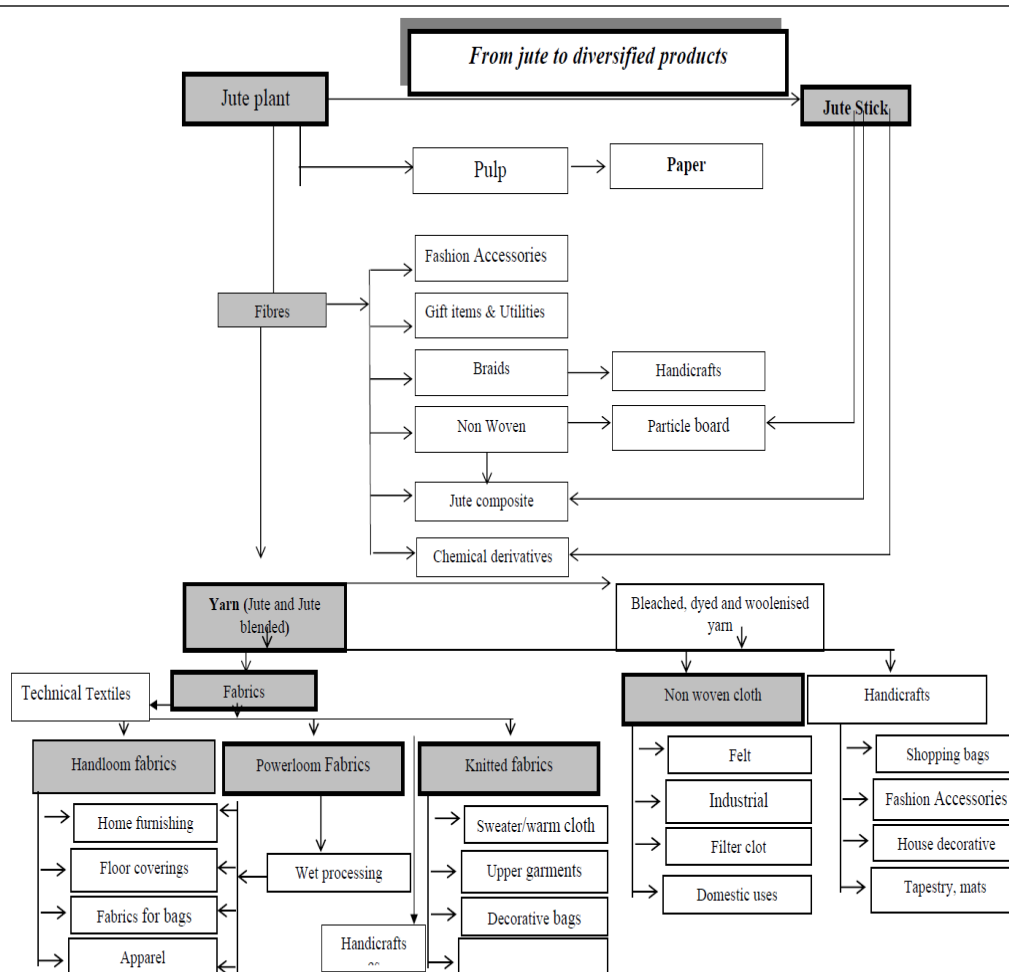 From jute to diversified products
Jute plant
Jute Stick
Pulp
Paper
Fashion Accessories
Fibres
Gift items & Utilities
Braids
Handicrafts
Non Woven
Particle board
Jute composite
Chemical derivatives
Yarn (Jute and Jute
blended)
Bleached, dyed and woolenised
yarn
Technical Textiles
Fabrics
Non woven cloth
Handicrafts
Handloom fabrics
Powerloom Fabrics
Knitted fabrics
Felt
Shopping bags
Home furnishing
Sweater/warm cloth
Industrial
Fashion Accessories
Floor coverings
Wet processing
Upper garments
Filter clot
House decorative
Fabrics for bags
Decorative bags
Domestic uses
Tapestry, mats
Apparel
Handicrafts